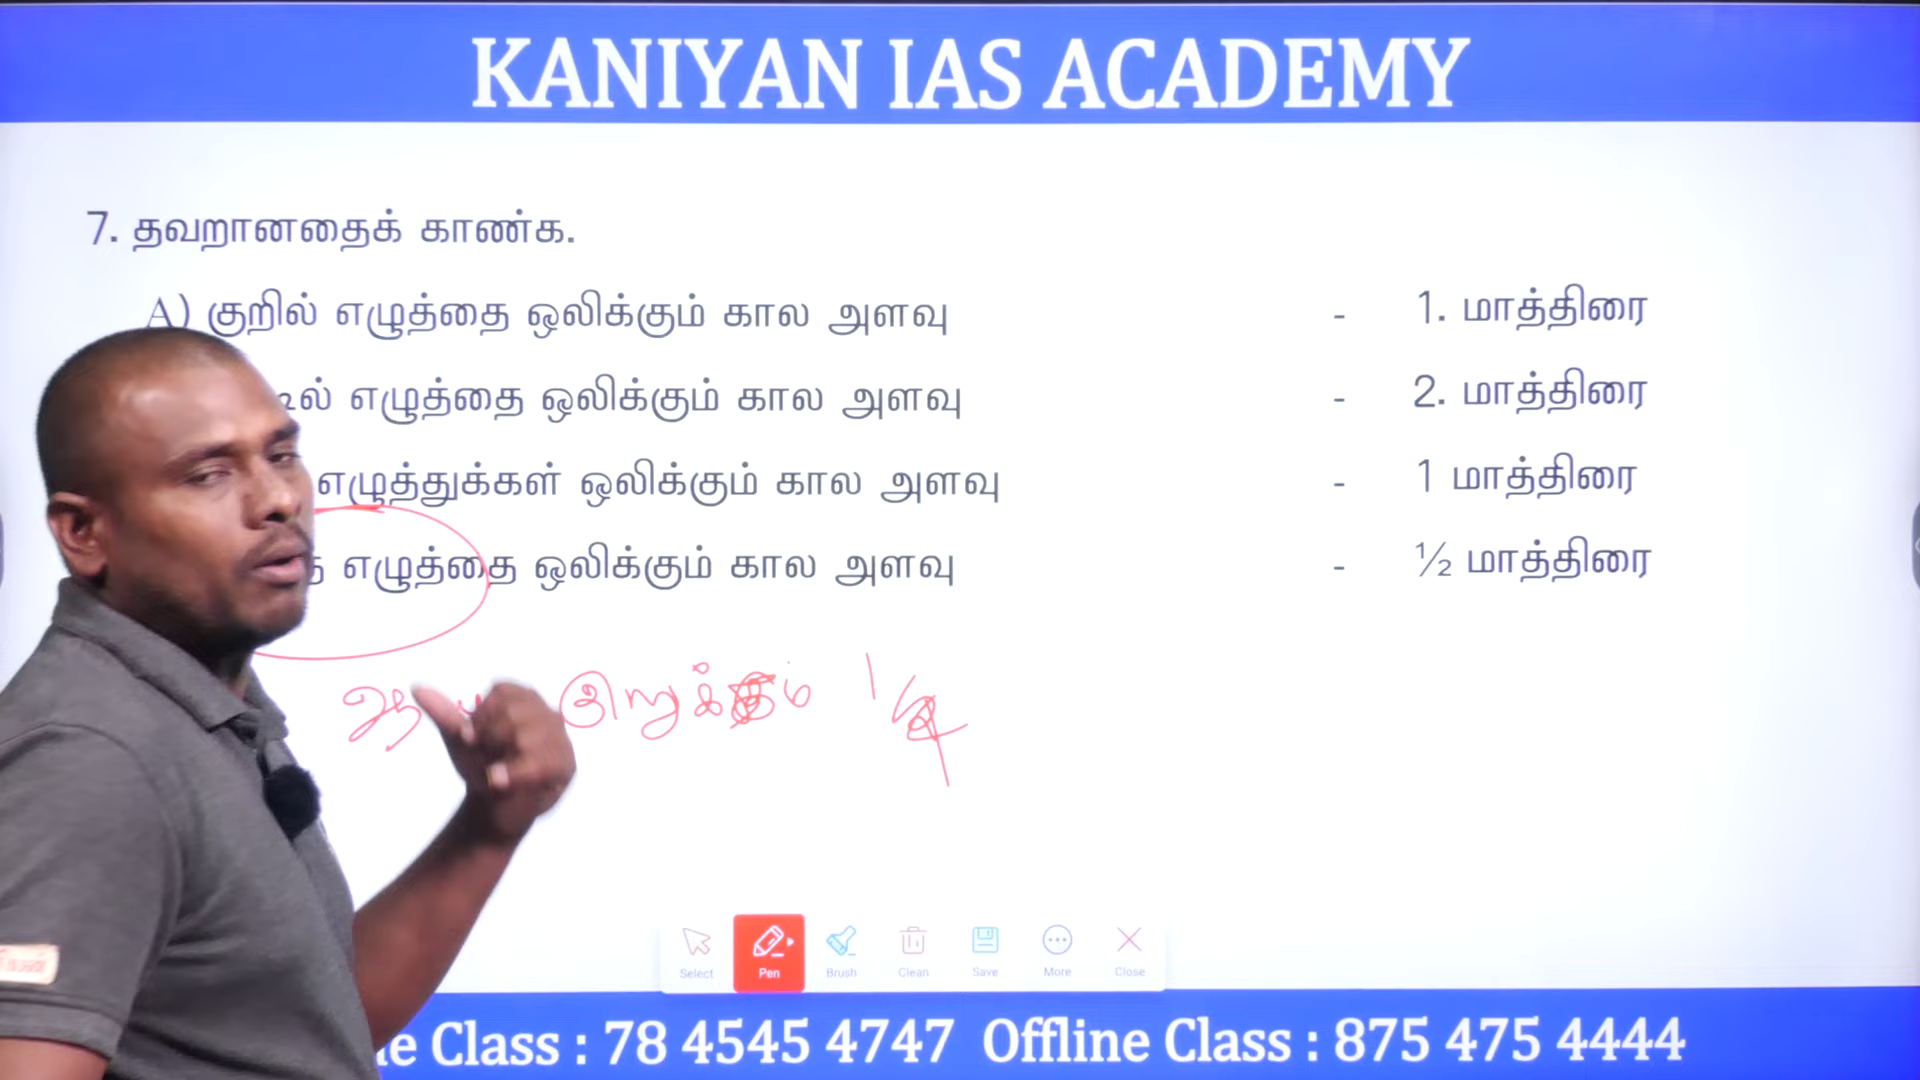 KANIYAN IAS ACADEMY
7. தவறானதைக் காண்க.
A) குறில் எழுத்தை ஒலிக்கும் கால அளவு - 1. மாத்திரை
எழுத்தை ஒலிக்கும் கால அளவு - 2. மாத்திரை
எழுத்துக்கள் ஒலிக்கும் கால அளவு - 1 மாத்திரை
எழுத்தை ஒலிக்கும் கால அளவு - ½ மாத்திரை
Select Pen Brush Clean Save More Close
Class : 78 4545 4747 Offline Class : 875 475 4444